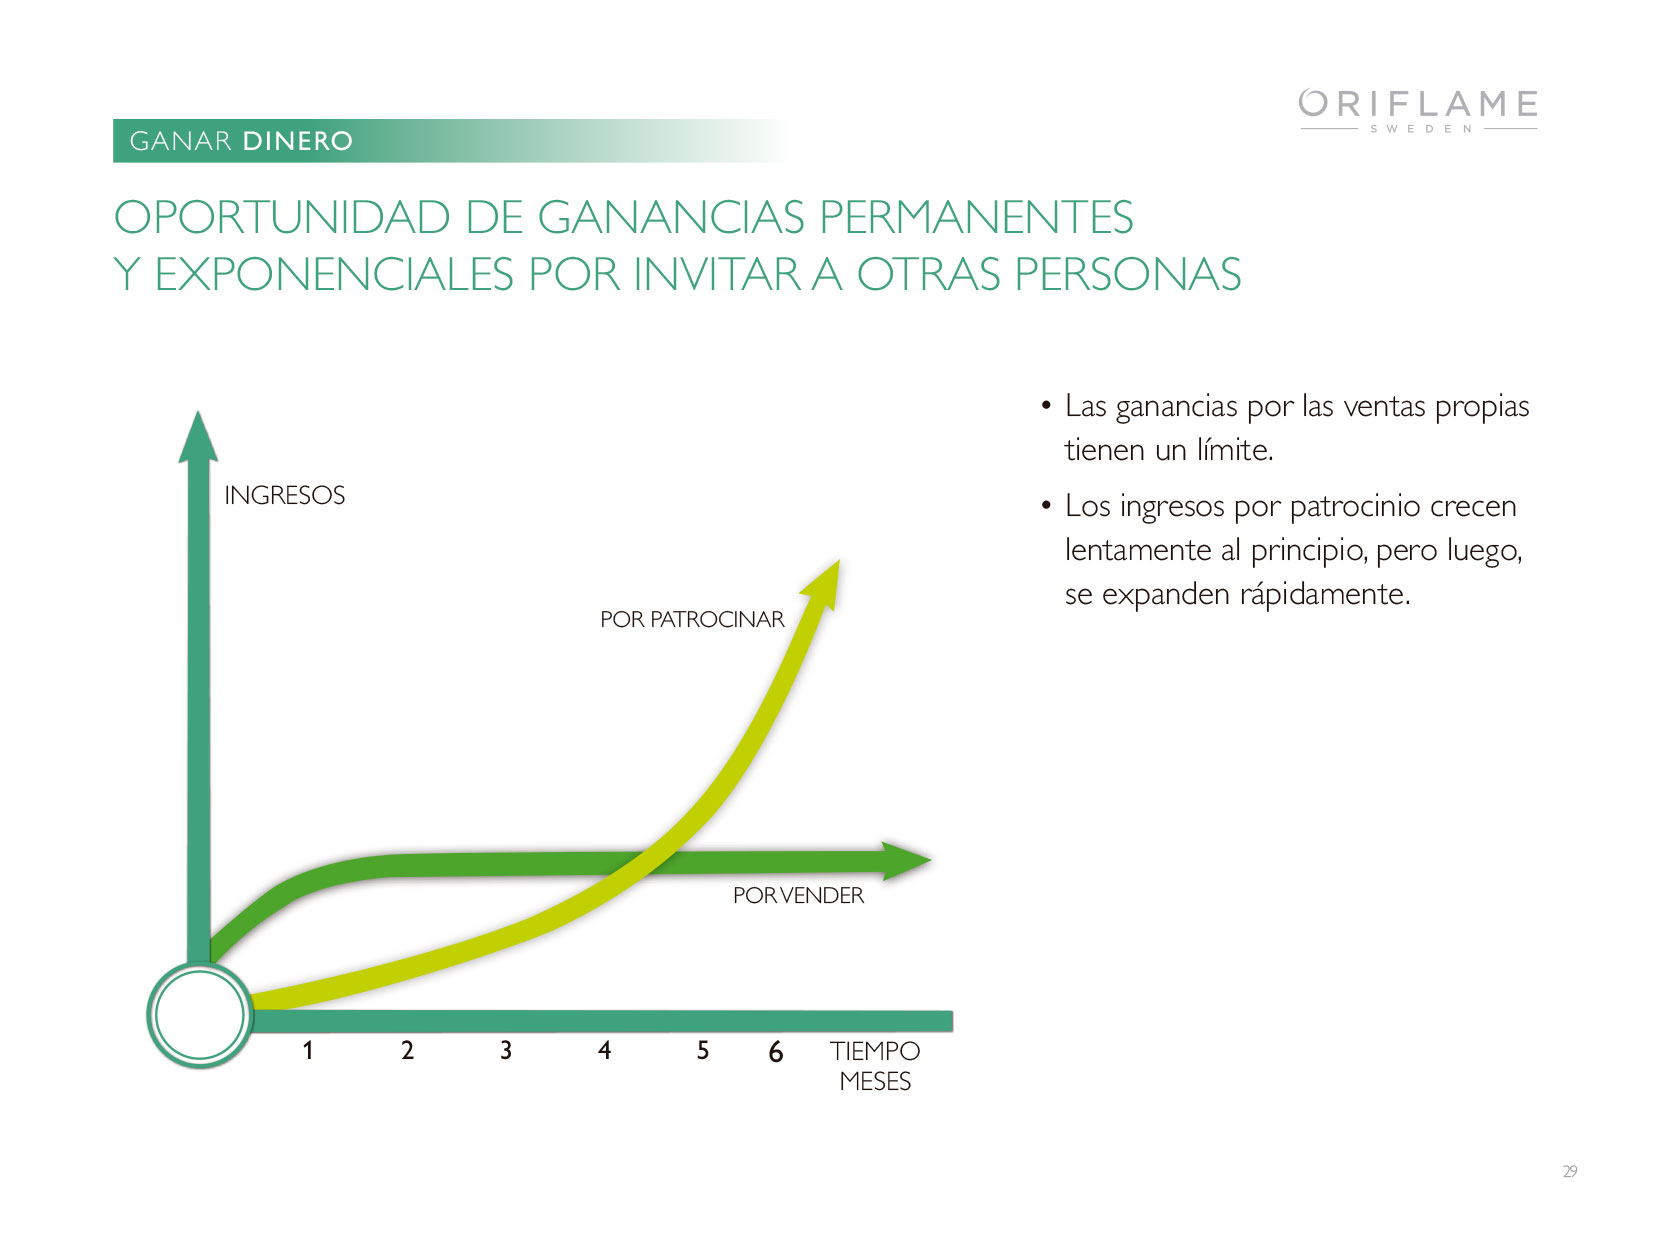 ORIFLAME
SWEDEN
GANAR DINERO
OPORTUNIDAD DE GANANCIAS PERMANENTES
Y EXPONENCIALES POR INVITAR A OTRAS PERSONAS
• Las ganancias por las ventas propias
tienen un límite.
• Los ingresos por patrocinio crecen
lentamente al principio, pero luego,
se expanden rápidamente.
INGRESOS
POR PATROCINAR
POR VENDER
1 2 3 4 5 6 TIEMPO
MESES
29